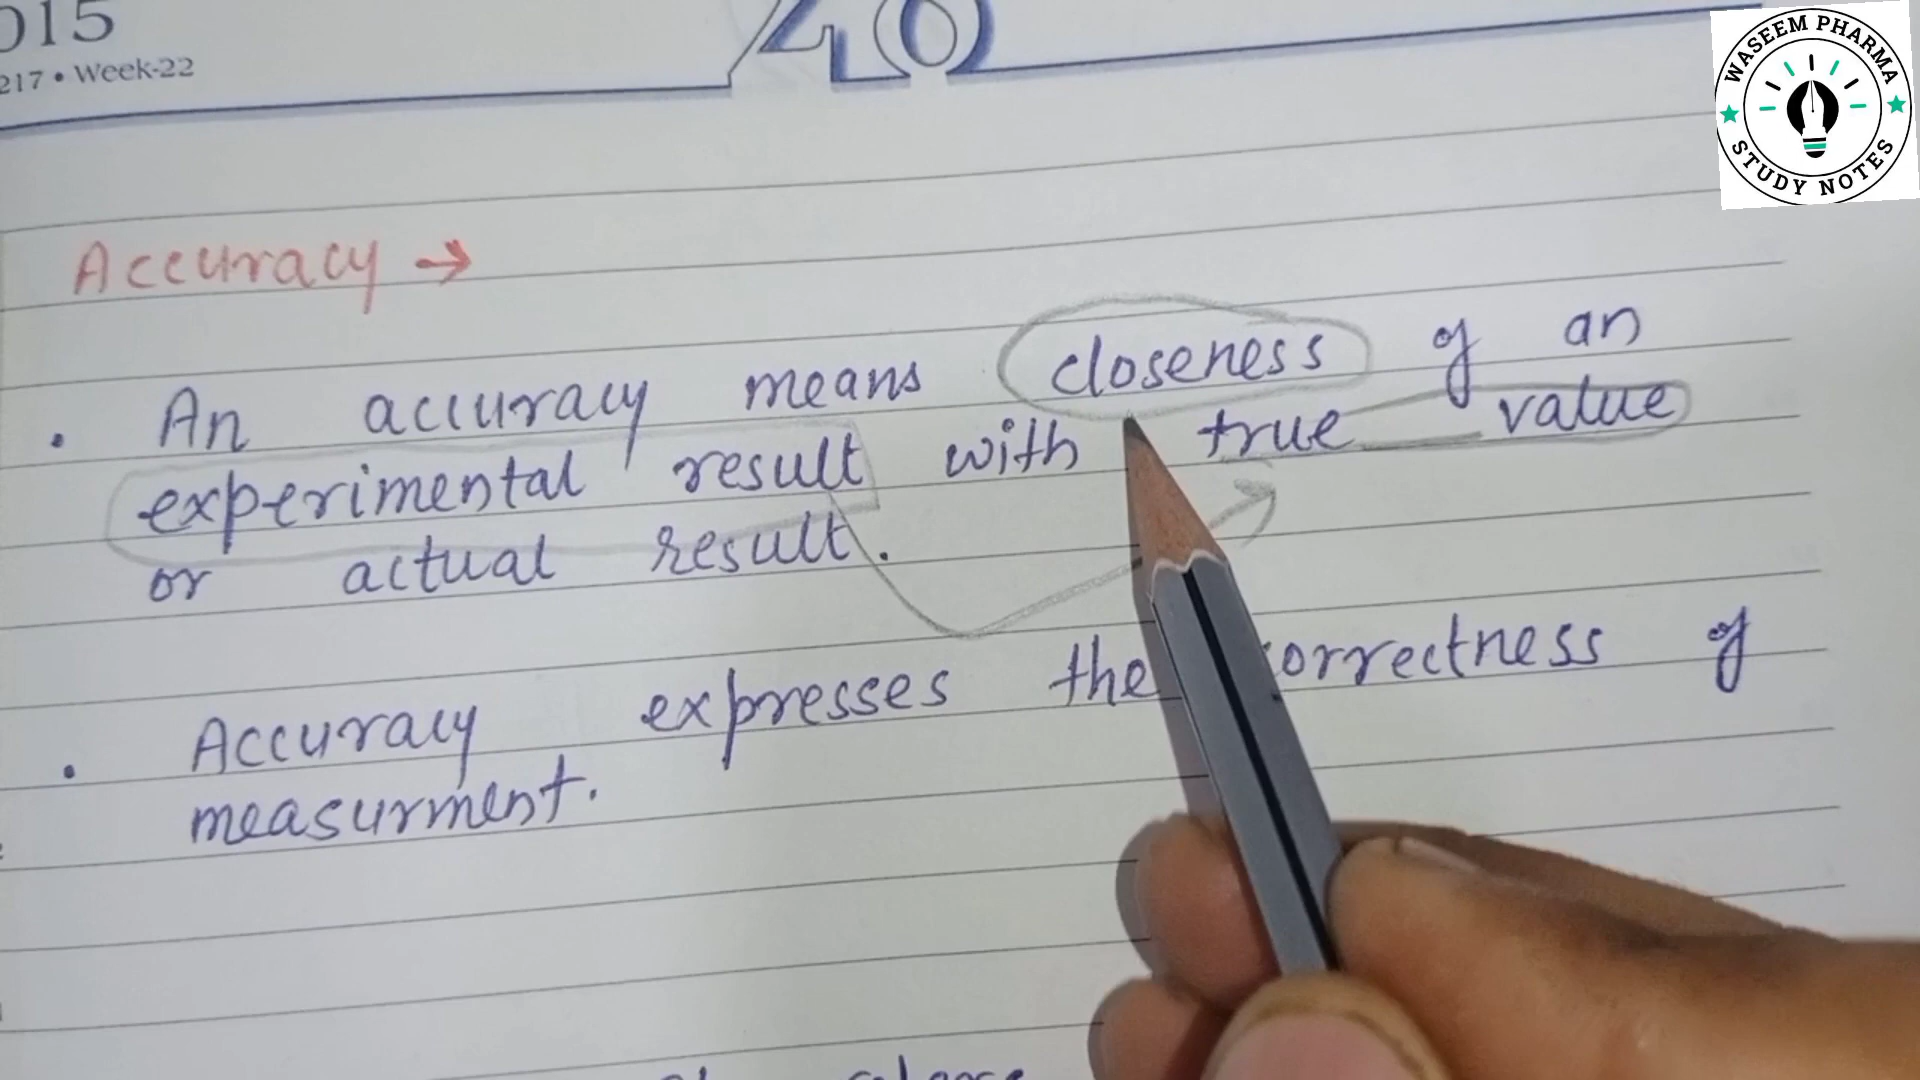 015
217 • Week-22
WASEEM PHARMA
STUDY NOTES
Accuracy →
• An accuracy means closeness of an
experimental result with true value
or actual result.
• Accuracy expresses the correctness of
measurment.